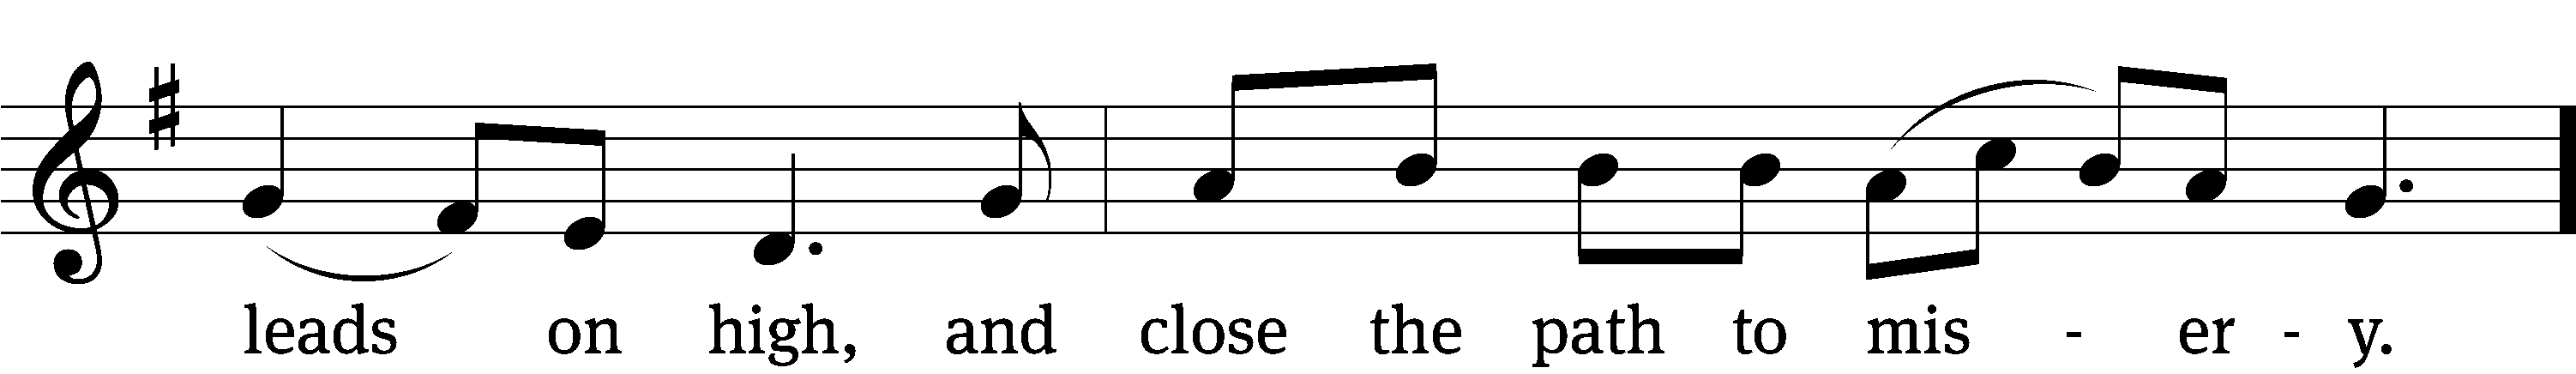 leads on high, and close the path to mis - er - y.